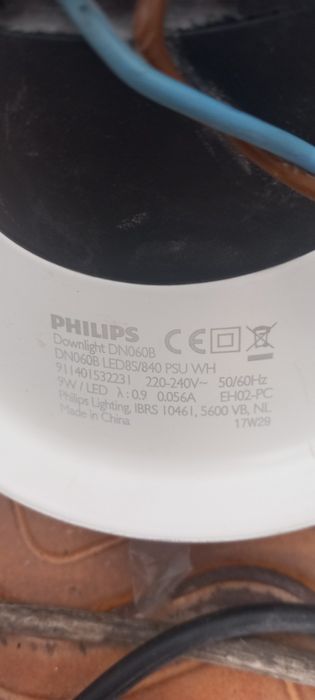 PHILIPS
Downlight DN060B
DN060B LED8S/840 PSU WH
911401532231 220-240V~ 50/60Hz
9W / LED λ : 0.9 0.056A EH02-PC
Philips Lighting, IBRS 10461, 5600 VB, NL
Made in China 17W29